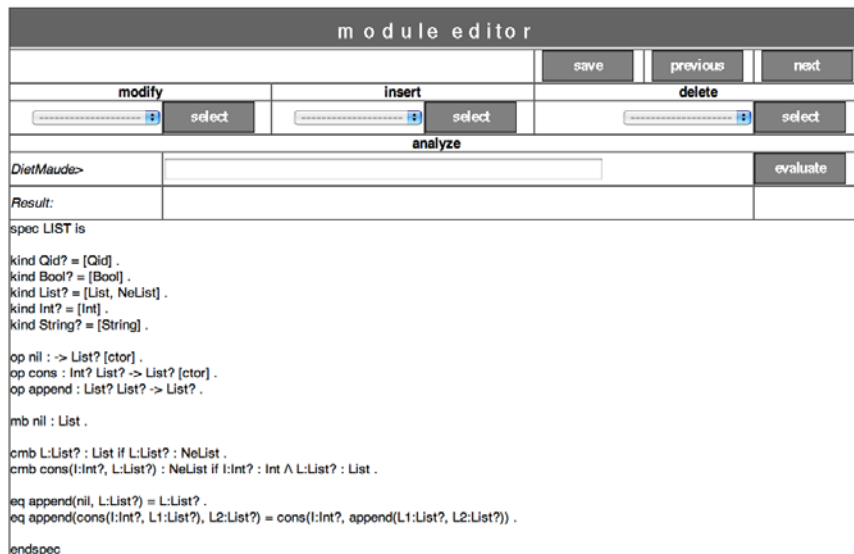 module editor
save previous next
modify insert delete
-------------------- select -------------------- select -------------------- select
analyze
DietMaude> evaluate
Result:
spec LIST is
kind Qid? = [Qid] .
kind Bool? = [Bool] .
kind List? = [List, NeList] .
kind Int? = [Int] .
kind String? = [String] .
op nil : -> List? [ctor] .
op cons : Int? List? -> List? [ctor] .
op append : List? List? -> List? .
mb nil : List .
cmb L:List? : List if L:List? : NeList .
cmb cons(I:Int?, L:List?) : NeList if I:Int? : Int /\ L:List? : List .
eq append(nil, L:List?) = L:List? .
eq append(cons(I:Int?, L1:List?), L2:List?) = cons(I:Int?, append(L1:List?, L2:List?)) .
endspec